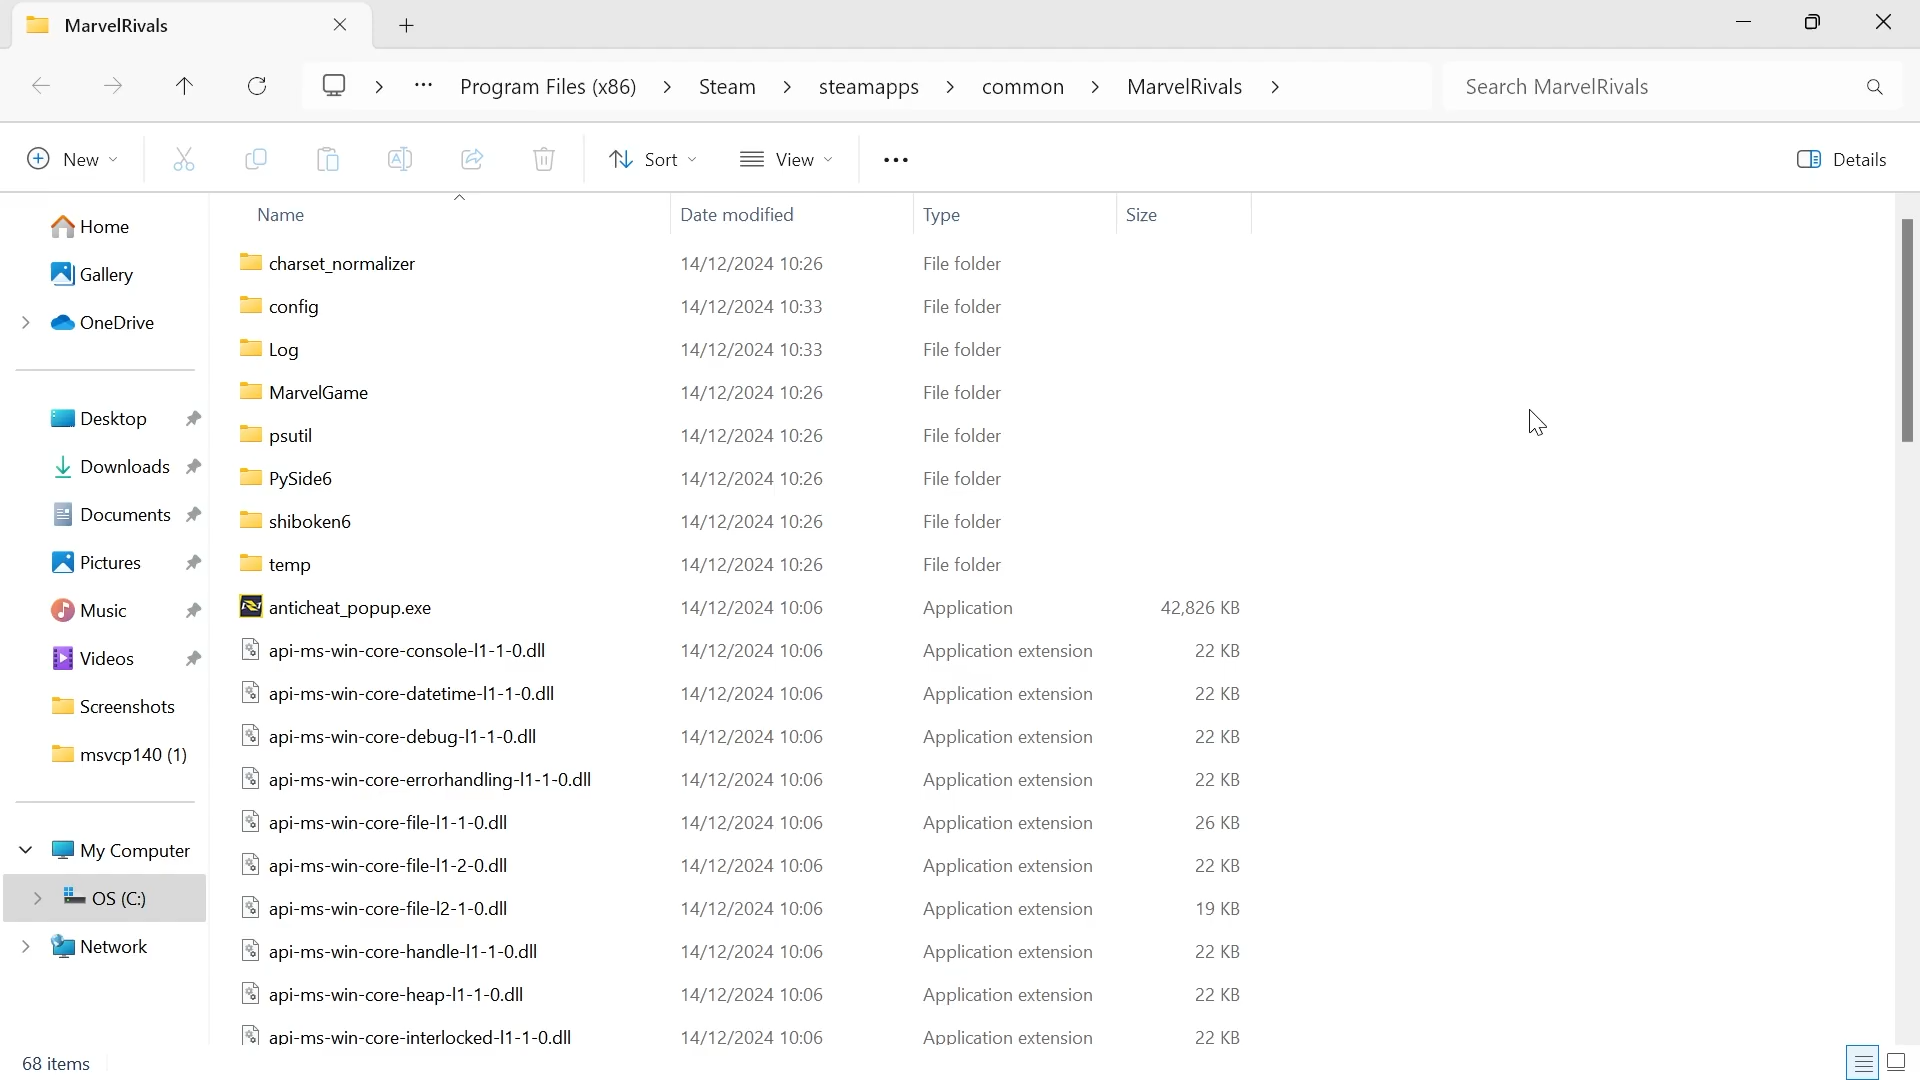 MarvelRivals
Program Files (x86) Steam steamapps common MarvelRivals Search MarvelRivals
New Sort View Details
Name Date modified Type Size
Home
Gallery
OneDrive
Desktop
Downloads
Documents
Pictures
Music
Videos
Screenshots
msvcp140 (1)
My Computer
OS (C:)
Network
charset_normalizer 14/12/2024 10:26 File folder
config 14/12/2024 10:33 File folder
Log 14/12/2024 10:33 File folder
MarvelGame 14/12/2024 10:26 File folder
psutil 14/12/2024 10:26 File folder
PySide6 14/12/2024 10:26 File folder
shiboken6 14/12/2024 10:26 File folder
temp 14/12/2024 10:26 File folder
anticheat_popup.exe 14/12/2024 10:06 Application 42,826 KB
api-ms-win-core-console-l1-1-0.dll 14/12/2024 10:06 Application extension 22 KB
api-ms-win-core-datetime-l1-1-0.dll 14/12/2024 10:06 Application extension 22 KB
api-ms-win-core-debug-l1-1-0.dll 14/12/2024 10:06 Application extension 22 KB
api-ms-win-core-errorhandling-l1-1-0.dll 14/12/2024 10:06 Application extension 22 KB
api-ms-win-core-file-l1-1-0.dll 14/12/2024 10:06 Application extension 26 KB
api-ms-win-core-file-l1-2-0.dll 14/12/2024 10:06 Application extension 22 KB
api-ms-win-core-file-l2-1-0.dll 14/12/2024 10:06 Application extension 19 KB
api-ms-win-core-handle-l1-1-0.dll 14/12/2024 10:06 Application extension 22 KB
api-ms-win-core-heap-l1-1-0.dll 14/12/2024 10:06 Application extension 22 KB
api-ms-win-core-interlocked-l1-1-0.dll 14/12/2024 10:06 Application extension 22 KB
68 items